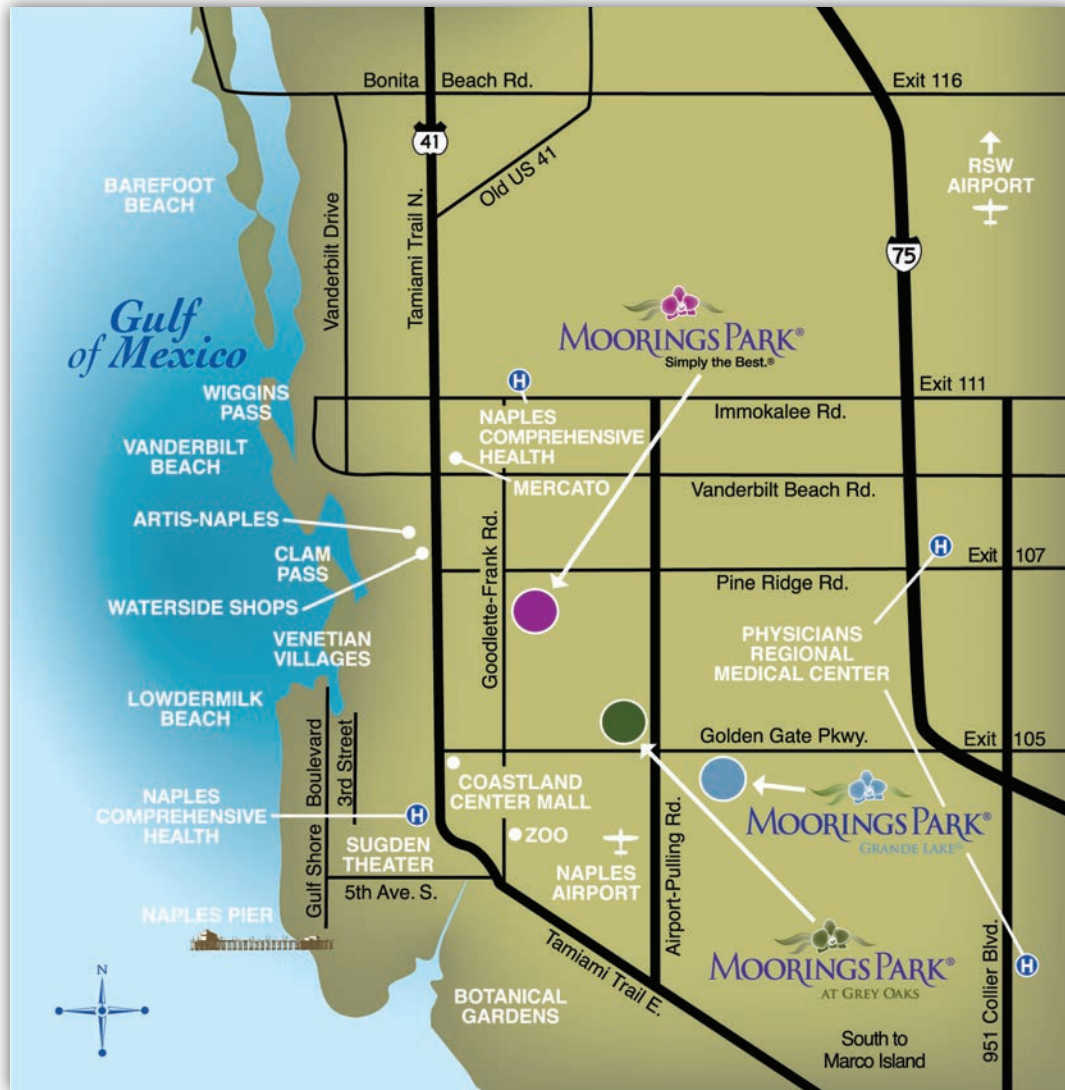 Bonita Beach Rd.
Exit 116
41
Old US 41
RSW
AIRPORT
BAREFOOT
BEACH
Vanderbilt Drive
Tamiami Trail N.
75
Gulf
of Mexico
MOORINGS PARK®
Simply the Best.®
WIGGINS
PASS
H
Exit 111
Immokalee Rd.
NAPLES
COMPREHENSIVE
HEALTH
VANDERBILT
BEACH
MERCATO
Vanderbilt Beach Rd.
ARTIS-NAPLES
Goodlette-Frank Rd.
H
CLAM
PASS
Exit 107
Pine Ridge Rd.
WATERSIDE SHOPS
VENETIAN
VILLAGES
PHYSICIANS
REGIONAL
MEDICAL CENTER
LOWDERMILK
BEACH
Gulf Shore Boulevard
3rd Street
Golden Gate Pkwy.
Exit 105
COASTLAND
CENTER MALL
NAPLES
COMPREHENSIVE
HEALTH
H
MOORINGS PARK®
GRANDE LAKE®
SUGDEN
THEATER
ZOO
NAPLES
AIRPORT
Airport-Pulling Rd.
5th Ave. S.
NAPLES PIER
Tamiami Trail E.
MOORINGS PARK®
AT GREY OAKS
H
951 Collier Blvd.
N
BOTANICAL
GARDENS
South to
Marco Island